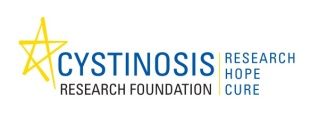 CYSTINOSIS
RESEARCH FOUNDATION
RESEARCH
HOPE
CURE